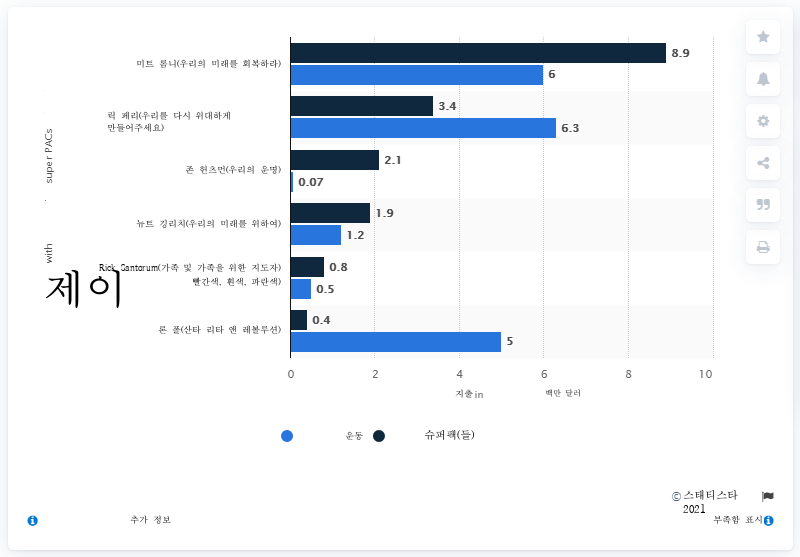 미트 롬니(우리의 미래를 회복하라)
8.9
6
릭 페리(우리를 다시 위대하게
만들어주세요)
3.4
6.3
존 헌츠먼(우리의 운명)
2.1
0.07
뉴트 깅리치(우리의 미래를 위하여)
1.9
1.2
Rick Santorum(가족 및 가족을 위한 지도자)
빨간색, 흰색, 파란색)
0.8
0.5
론 폴(산타 리타 앤 레볼루션)
0.4
5
super PACs
with
제이
0 2 4 6 8 10
지출 in 백만 달러
운동 슈퍼팩(들)
© 스태티스타
2021
추가 정보
부족함 표시